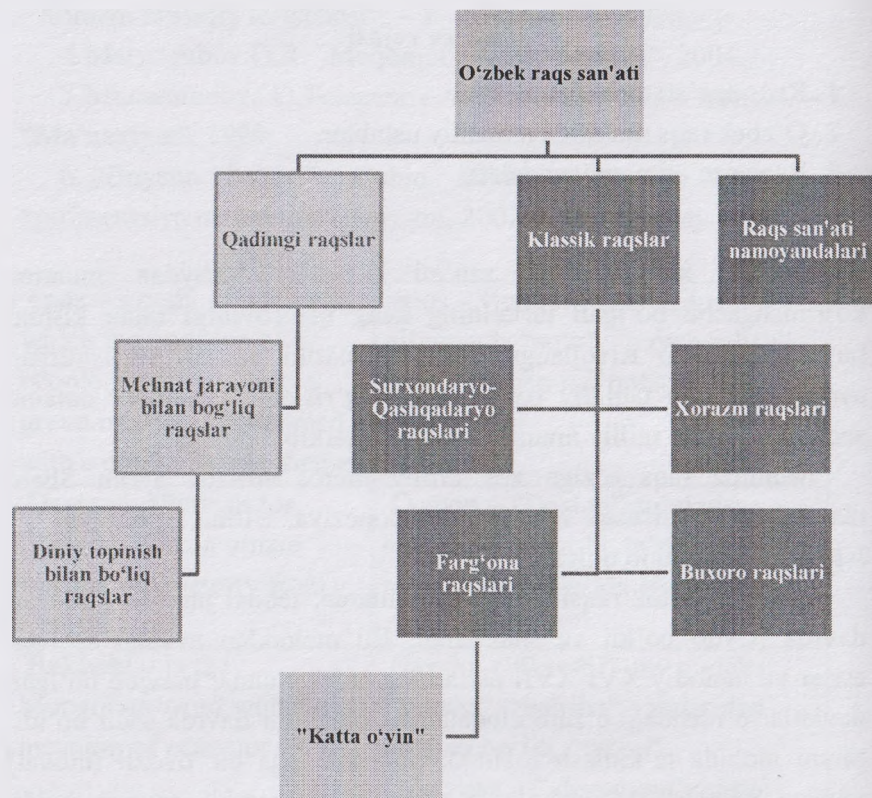 O‘zbek raqs san'ati
Qadimgi raqslar
Klassik raqslar
Raqs san'ati
namoyandalari
Mehnat jarayoni
bilan bog‘liq
raqslar
Surxondaryo-
Qashqadaryo
raqslari
Xorazm raqslari
Diniy topinish
bilan bo‘liq
raqslar
Farg‘ona
raqslari
Buxoro raqslari
"Katta o‘yin"